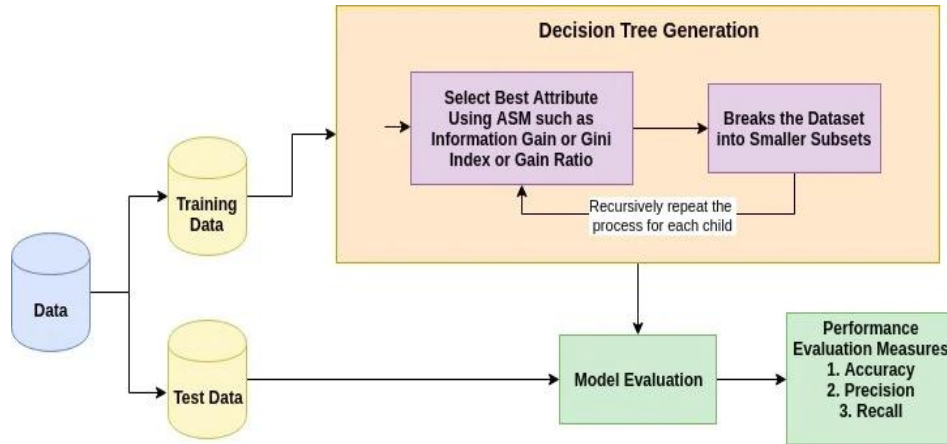 Decision Tree Generation
Select Best Attribute
Using ASM such as
Information Gain or Gini
Index or Gain Ratio
Breaks the Dataset
into Smaller Subsets
Recursively repeat the
process for each child
Training
Data
Data
Test Data
Model Evaluation
Performance
Evaluation Measures
1. Accuracy
2. Precision
3. Recall